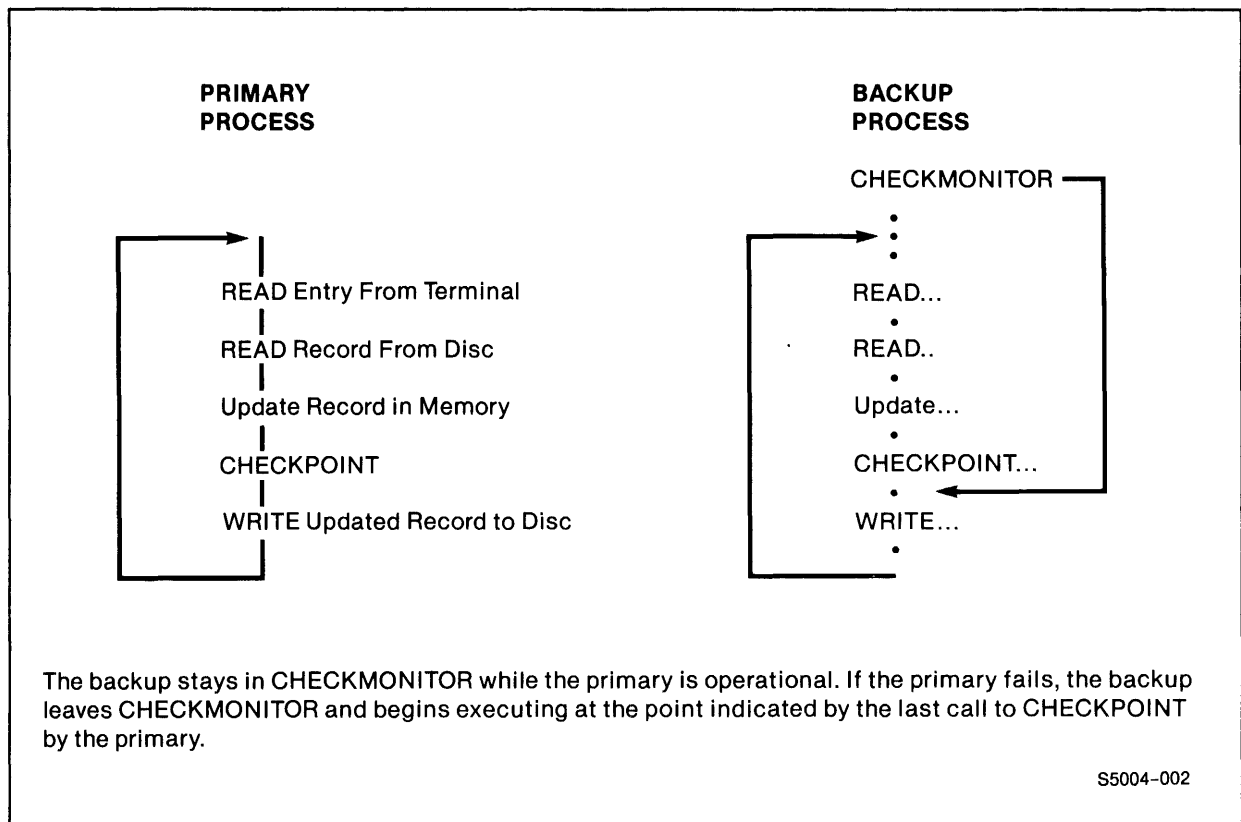 PRIMARY
PROCESS
READ Entry From Terminal
READ Record From Disc
Update Record in Memory
CHECKPOINT
WRITE Updated Record to Disc
BACKUP
PROCESS
CHECKMONITOR
READ...
READ..
Update...
CHECKPOINT...
WRITE...
The backup stays in CHECKMONITOR while the primary is operational. If the primary fails, the backup
leaves CHECKMONITOR and begins executing at the point indicated by the last call to CHECKPOINT
by the primary.
S5004-002